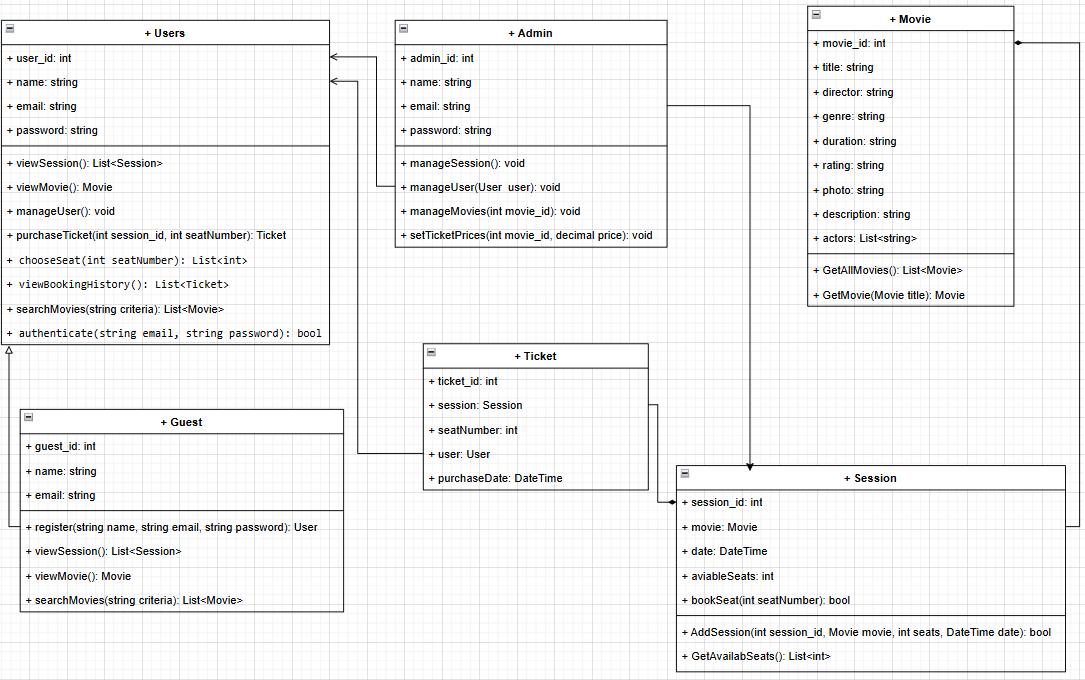 + Users
+ user_id: int
+ name: string
+ email: string
+ password: string
+ viewSession(): List<Session>
+ viewMovie(): Movie
+ manageUser(): void
+ purchaseTicket(int session_id, int seatNumber): Ticket
+ chooseSeat(int seatNumber): List<int>
+ viewBookingHistory(): List<Ticket>
+ searchMovies(string criteria): List<Movie>
+ authenticate(string email, string password): bool
+ Admin
+ admin_id: int
+ name: string
+ email: string
+ password: string
+ manageSession(): void
+ manageUser(User user): void
+ manageMovies(int movie_id): void
+ setTicketPrices(int movie_id, decimal price): void
+ Movie
+ movie_id: int
+ title: string
+ director: string
+ genre: string
+ duration: string
+ rating: string
+ photo: string
+ description: string
+ actors: List<string>
+ GetAllMovies(): List<Movie>
+ GetMovie(Movie title): Movie
+ Guest
+ guest_id: int
+ name: string
+ email: string
+ register(string name, string email, string password): User
+ viewSession(): List<Session>
+ viewMovie(): Movie
+ searchMovies(string criteria): List<Movie>
+ Ticket
+ ticket_id: int
+ session: Session
+ seatNumber: int
+ user: User
+ purchaseDate: DateTime
+ Session
+ session_id: int
+ movie: Movie
+ date: DateTime
+ aviableSeats: int
+ bookSeat(int seatNumber): bool
+ AddSession(int session_id, Movie movie, int seats, DateTime date): bool
+ GetAvailabSeats(): List<int>